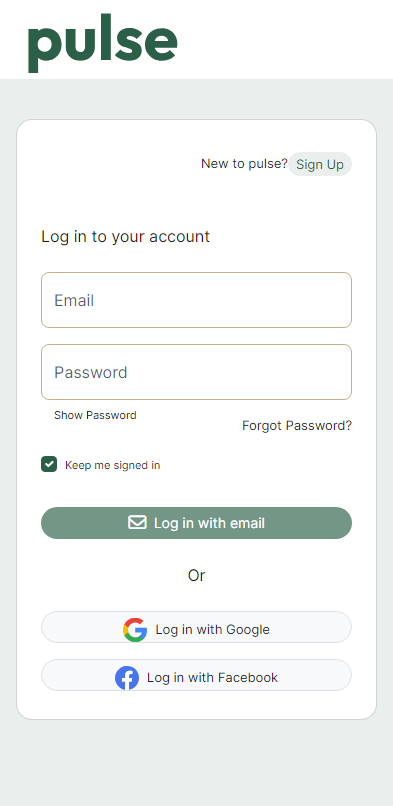 pulse
New to pulse? Sign Up
Log in to your account
Email
Password
Show Password
Forgot Password?
Keep me signed in
Log in with email
Or
Log in with Google
Log in with Facebook